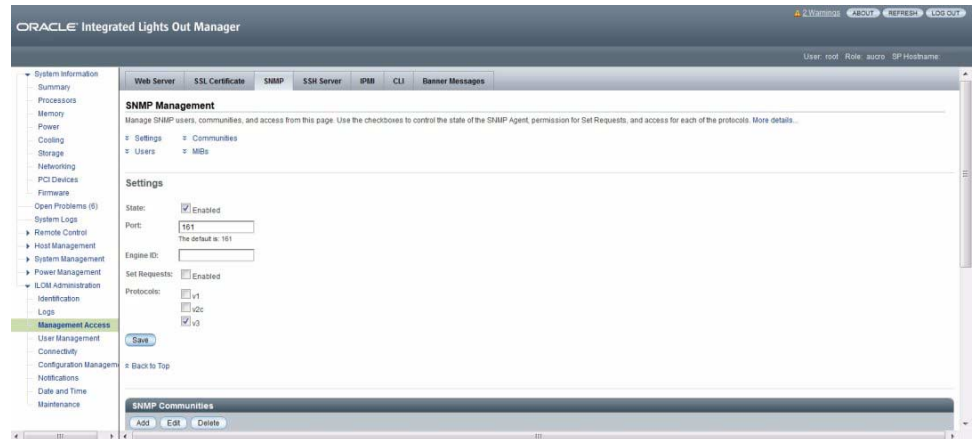 2 Warnings ABOUT REFRESH LOG OUT
ORACLE Integrated Lights Out Manager
User: root Role: aucro SP Hostname:
System Information
Summary
Processors
Memory
Power
Cooling
Storage
Networking
PCI Devices
Firmware
Open Problems (6)
System Logs
Remote Control
Host Management
System Management
Power Management
ILOM Administration
Identification
Logs
Management Access
User Management
Connectivity
Configuration Managem
Notifications
Date and Time
Maintenance
Web Server SSL Certificate SNMP SSH Server IPMI CLI Banner Messages
SNMP Management
Manage SNMP users, communities, and access from this page. Use the checkboxes to control the state of the SNMP Agent, permission for Set Requests, and access for each of the protocols. More details...
Settings Communities
Users MIBs
Settings
State: Enabled
Port: 161
The default is: 161
Engine ID:
Set Requests: Enabled
Protocols: v1
v2c
v3
Save
Back to Top
SNMP Communities
Add Edit Delete